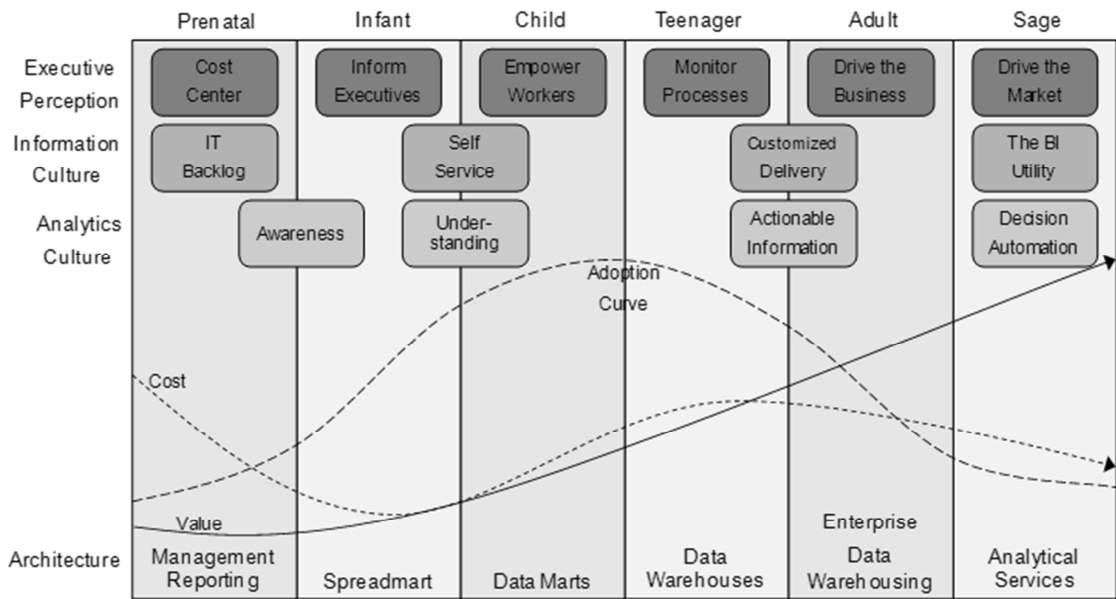 Prenatal Infant Child Teenager Adult Sage
Executive
Perception
Cost
Center
Inform
Executives
Empower
Workers
Monitor
Processes
Drive the
Business
Drive the
Market
Information
Culture
IT
Backlog
Self
Service
Customized
Delivery
The BI
Utility
Analytics
Culture
Awareness
Under-
standing
Actionable
Information
Decision
Automation
Adoption
Curve
Cost
Value
Architecture
Management
Reporting
Spreadmart
Data Marts
Data
Warehouses
Enterprise
Data
Warehousing
Analytical
Services